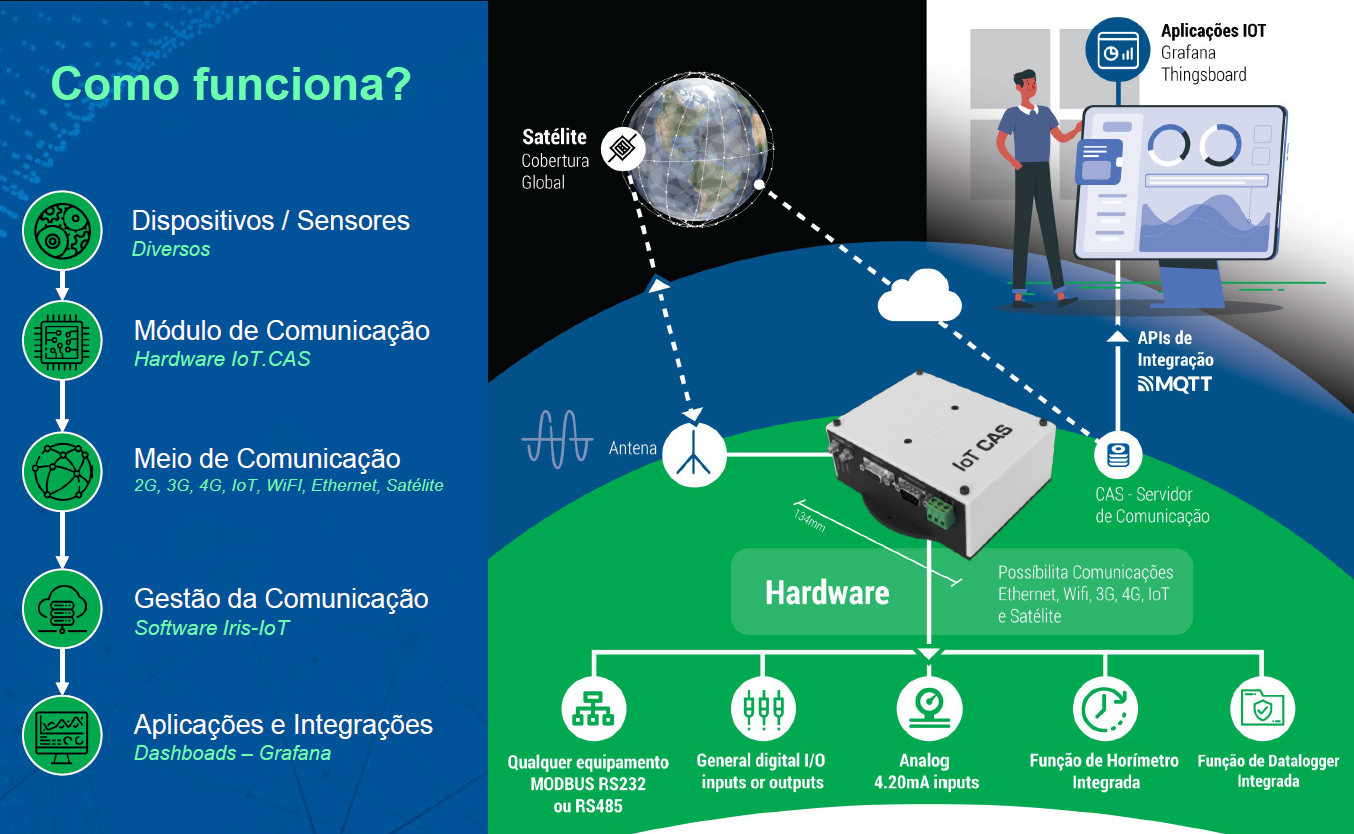 Como funciona?
Dispositivos / Sensores
Diversos
Módulo de Comunicação
Hardware IoT.CAS
Meio de Comunicação
2G, 3G, 4G, IoT, WiFI, Ethernet, Satélite
Gestão da Comunicação
Software Iris-IoT
Aplicações e Integrações
Dashboads – Grafana
Satélite
Cobertura
Global
Aplicações IOT
Grafana
Thingsboard
APIs de
Integração
MQTT
Antena
IoT CAS
134mm
CAS - Servidor
de Comunicação
Hardware
Possíbilita Comunicações
Ethernet, Wifi, 3G, 4G, IoT
e Satélite
Qualquer equipamento
MODBUS RS232
ou RS485
General digital I/O
inputs or outputs
Analog
4.20mA inputs
Função de Horímetro
Integrada
Função de Datalogger
Integrada